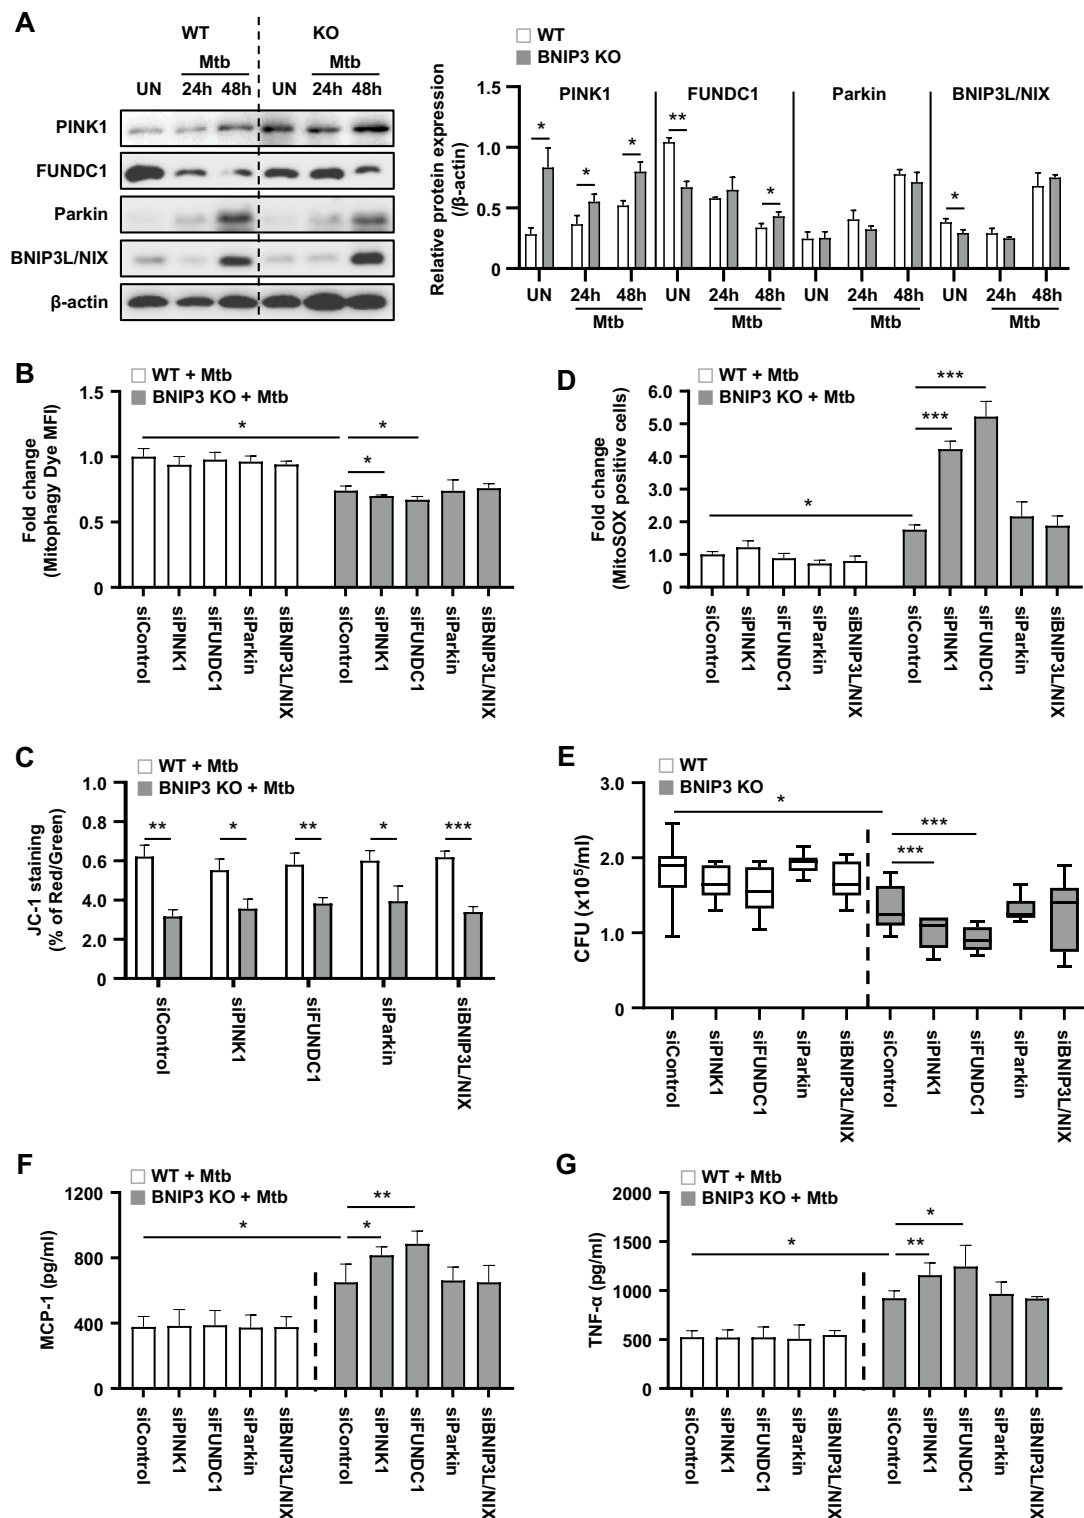 A
WT KO
Mtb Mtb
UN 24h 48h UN 24h 48h
PINK1
FUNDC1
Parkin
BNIP3L/NIX
β-actin
WT
BNIP3 KO
Relative protein expression
(/β-actin)
1.5
1.0
0.5
0
PINK1 FUNDC1 Parkin BNIP3L/NIX
* * * ** * *
UN 24h 48h UN 24h 48h UN 24h 48h UN 24h 48h
Mtb Mtb Mtb Mtb
B
WT + Mtb
BNIP3 KO + Mtb
Fold change
(Mitophagy Dye MFI)
1.5
1.0
0.5
0
* * *
siControl
siPINK1
siFUNDC1
siParkin
siBNIP3L/NIX
siControl
siPINK1
siFUNDC1
siParkin
siBNIP3L/NIX
D
WT + Mtb
BNIP3 KO + Mtb
Fold change
(MitoSOX positive cells)
6.0
5.0
4.0
6.0
2.0
1.0
0
***
***
*
siControl
siPINK1
siFUNDC1
siParkin
siBNIP3L/NIX
siControl
siPINK1
siFUNDC1
siParkin
siBNIP3L/NIX
C
WT + Mtb
BNIP3 KO + Mtb
JC-1 staining
(% of Red/Green)
1.0
0.8
0.6
4.0
2.0
0
** * ** * ***
siControl
siPINK1
siFUNDC1
siParkin
siBNIP3L/NIX
E
WT
BNIP3 KO
CFU (x10⁵/ml)
3.0
2.0
1.0
0
*
***
***
siControl
siPINK1
siFUNDC1
siParkin
siBNIP3L/NIX
siControl
siPINK1
siFUNDC1
siParkin
siBNIP3L/NIX
F
WT + Mtb
BNIP3 KO + Mtb
MCP-1 (pg/ml)
1200
800
400
0
**
* *
siControl
siPINK1
siFUNDC1
siParkin
siBNIP3L/NIX
siControl
siPINK1
siFUNDC1
siParkin
siBNIP3L/NIX
G
WT + Mtb
BNIP3 KO + Mtb
TNF-α (pg/ml)
2000
1500
1000
500
0
*
* **
siControl
siPINK1
siFUNDC1
siParkin
siBNIP3L/NIX
siControl
siPINK1
siFUNDC1
siParkin
siBNIP3L/NIX